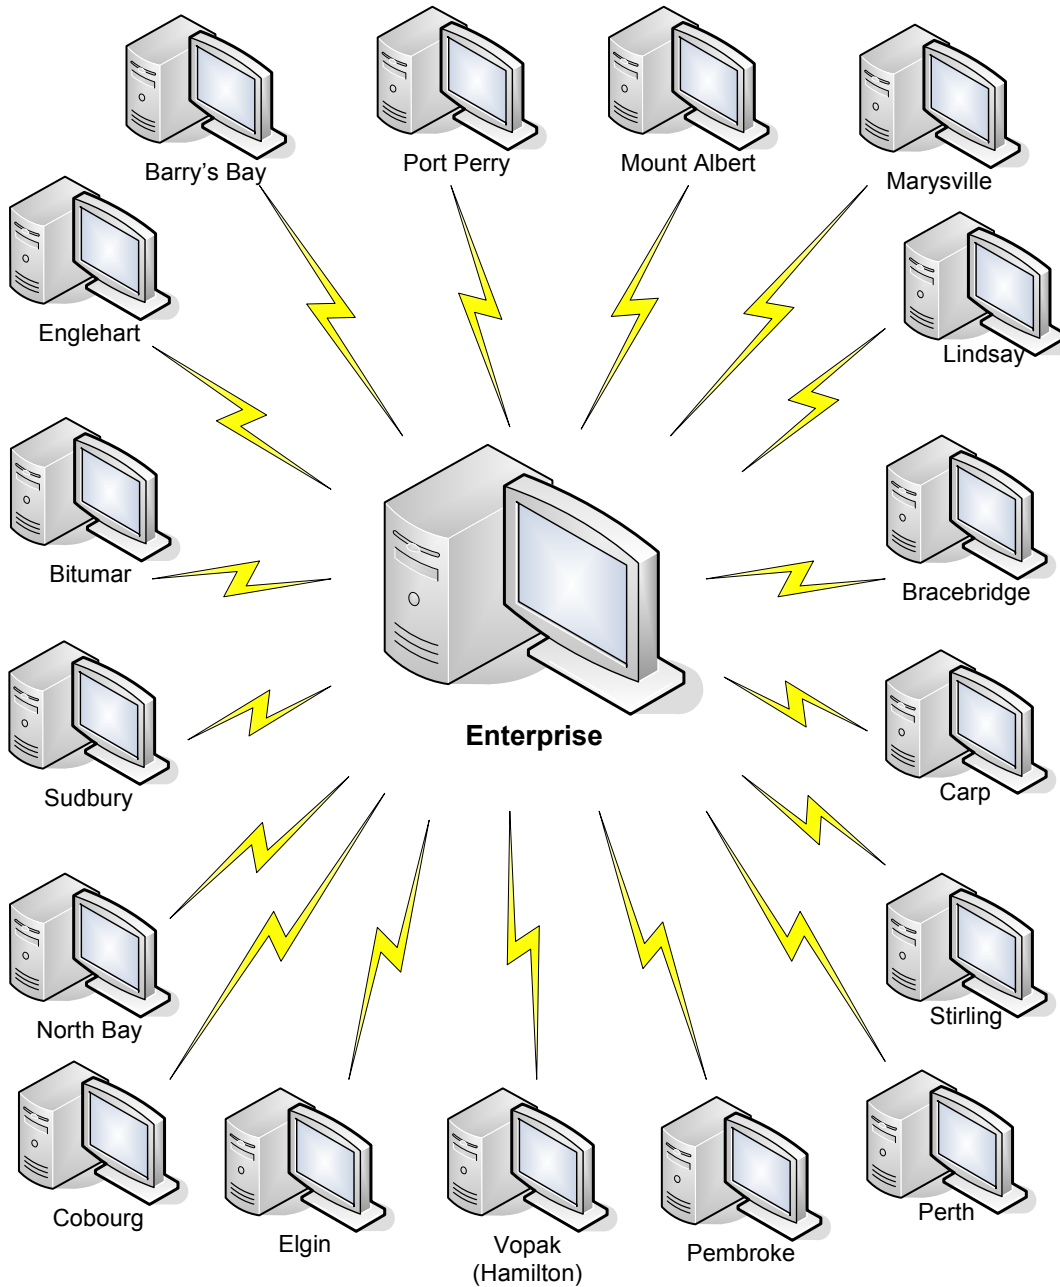 Barry's Bay
Port Perry
Mount Albert
Marysville
Englehart
Lindsay
Bitumar
Bracebridge
Enterprise
Sudbury
Carp
North Bay
Stirling
Cobourg
Elgin
Vopak
(Hamilton)
Pembroke
Perth